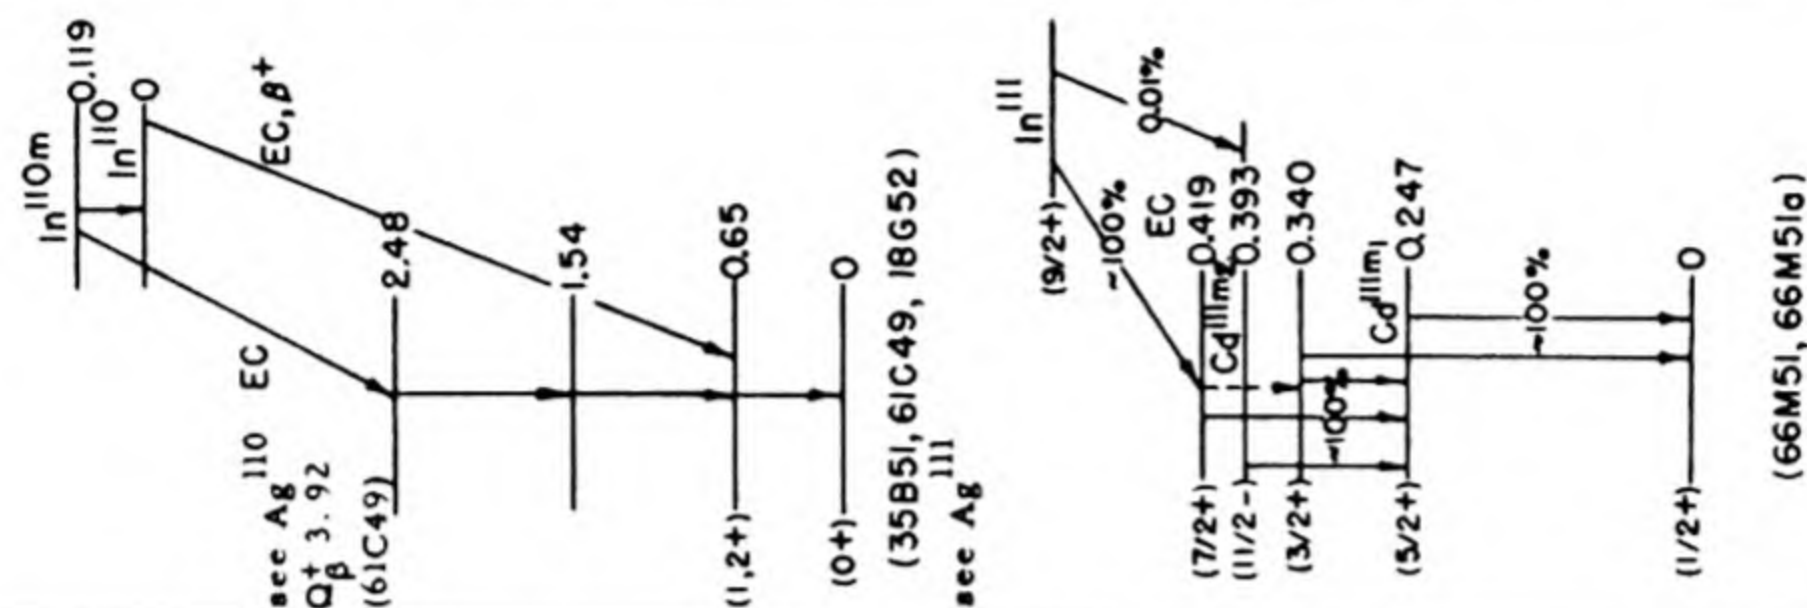 In110m
0.119
In110
0
EC, β+
EC
2.48
1.54
(1,2+)
0.65
(0+)
0
see Ag110
Qβ+ 3.92
(61C49)
(35B51, 61C49, 18G52)
see Ag111
In111
(9/2+)
0.01%
~100%
EC
(7/2+)
0.419
Cd111m2
(11/2-)
0.393
(3/2+)
0.340
~100%
Cd111m1
(5/2+)
0.247
~100%
(1/2+)
0
(66M51, 66M51a)